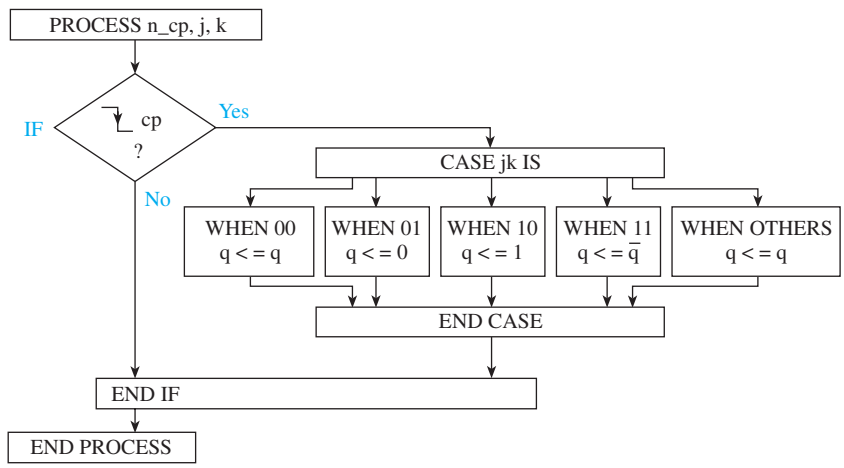 PROCESS n_cp, j, k
cp
?
IF
Yes
No
CASE jk IS
WHEN 00
q <= q
WHEN 01
q <= 0
WHEN 10
q <= 1
WHEN 11
q <= q̅
WHEN OTHERS
q <= q
END CASE
END IF
END PROCESS